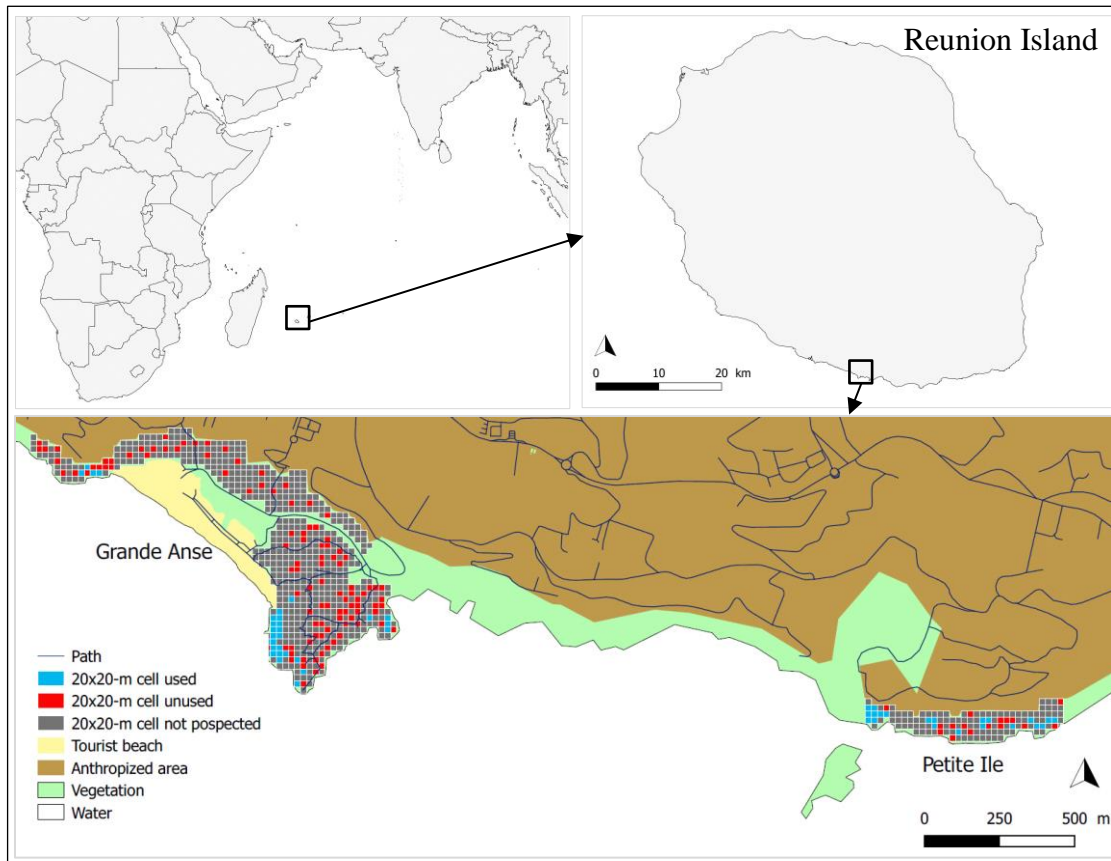 Reunion Island
0 10 20 km
Grande Anse
Path
20x20-m cell used
20x20-m cell unused
20x20-m cell not pospected
Tourist beach
Anthropized area
Vegetation
Water
Petite Ile
0 250 500 m